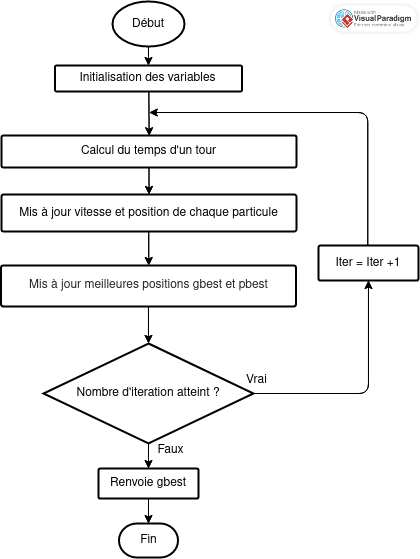 Début
Made with
Visual Paradigm
For non-commercial use
Initialisation des variables
Calcul du temps d'un tour
Mis à jour vitesse et position de chaque particule
Iter = Iter +1
Mis à jour meilleures positions gbest et pbest
Vrai
Nombre d'iteration atteint ?
Faux
Renvoie gbest
Fin